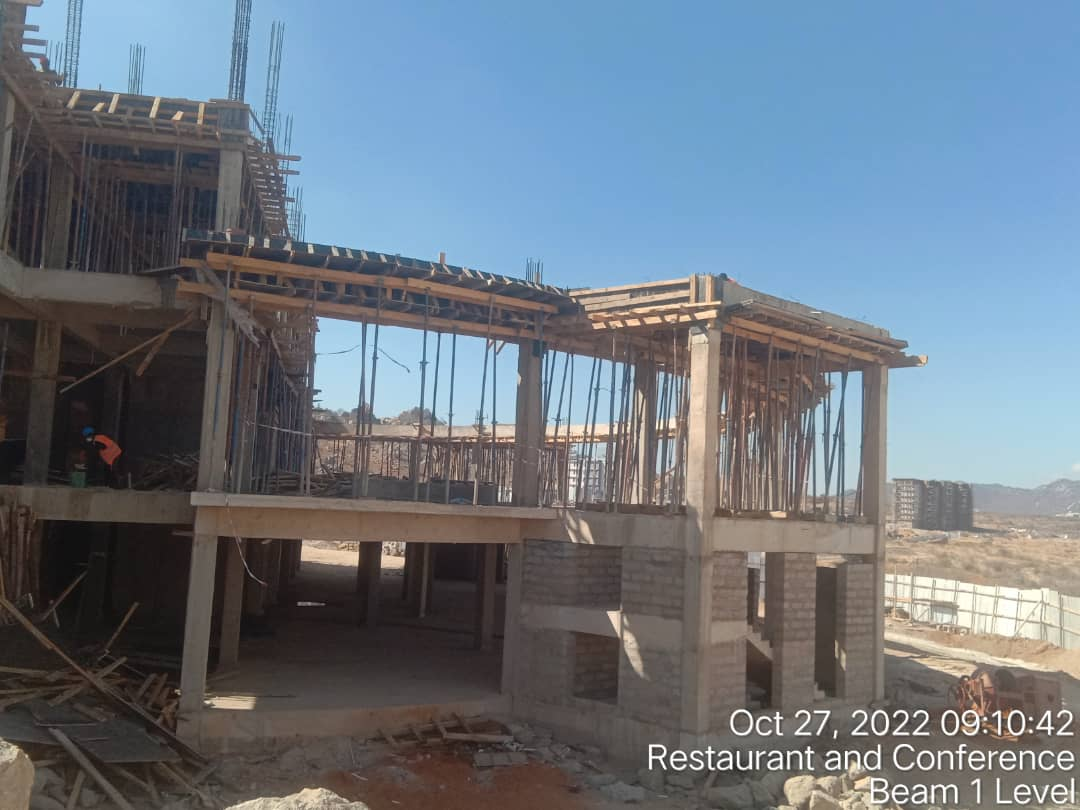 Oct 27, 2022 09:10:42
Restaurant and Conference
Beam 1 Level